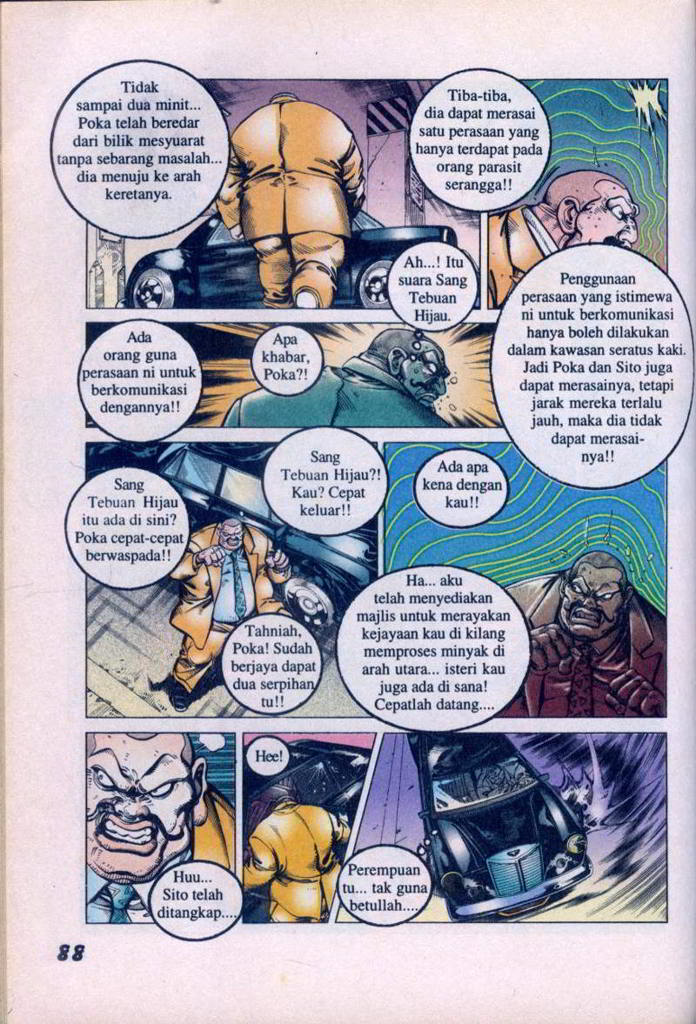 Tidak
sampai dua minit...
Poka telah beredar
dari bilik mesyuarat
tanpa sebarang masalah...
dia menuju ke arah
keretanya.
Tiba-tiba,
dia dapat merasai
satu perasaan yang
hanya terdapat pada
orang parasit
serangga!!
Ah...! Itu
suara Sang
Tebuan
Hijau.
Penggunaan
perasaan yang istimewa
ni untuk berkomunikasi
hanya boleh dilakukan
dalam kawasan seratus kaki.
Jadi Poka dan Sito juga
dapat merasainya, tetapi
jarak mereka terlalu
jauh, maka dia tidak
dapat merasai-
nya!!
Ada
orang guna
perasaan ni untuk
berkomunikasi
dengannya!!
Apa
khabar,
Poka?!
Sang
Tebuan Hijau
itu ada di sini?
Poka cepat-cepat
berwaspada!!
Sang
Tebuan Hijau?!
Kau? Cepat
keluar!!
Tahniah,
Poka! Sudah
berjaya dapat
dua serpihan
tu!!
Ada apa
kena dengan
kau!!
Ha... aku
telah menyediakan
majlis untuk merayakan
kejayaan kau di kilang
memproses minyak di
arah utara... isteri kau
juga ada di sana!
Cepatlah datang....
Huu...
Sito telah
ditangkap....
Hee!
Perempuan
tu... tak guna
betullah....
88